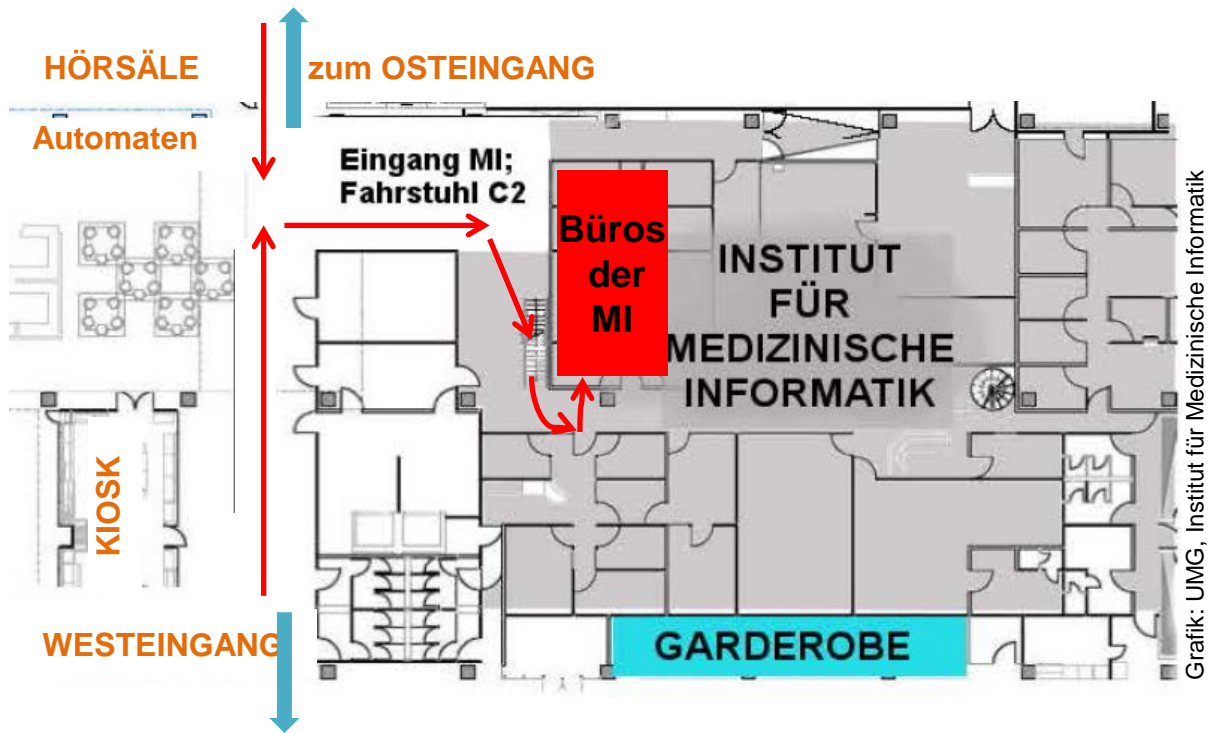 HÖRSÄLE
zum OSTEINGANG
Automaten
Eingang MI;
Fahrstuhl C2
Büros
der
MI
INSTITUT
FÜR
MEDIZINISCHE
INFORMATIK
KIOSK
WESTEINGANG
GARDEROBE
Grafik: UMG, Institut für Medizinische Informatik